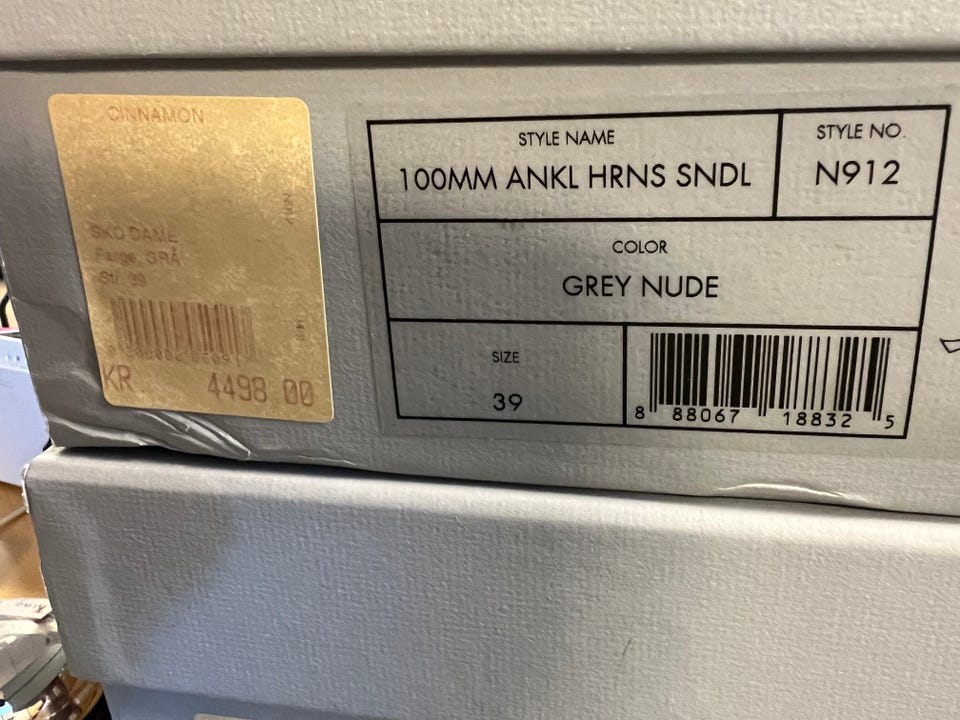 CINNAMON
SKO DAME
Farge. GRÅ
Str. 39
KR. 4498 00
STYLE NAME
100MM ANKL HRNS SNDL
STYLE NO.
N912
COLOR
GREY NUDE
SIZE
39
8 88067 18832 5